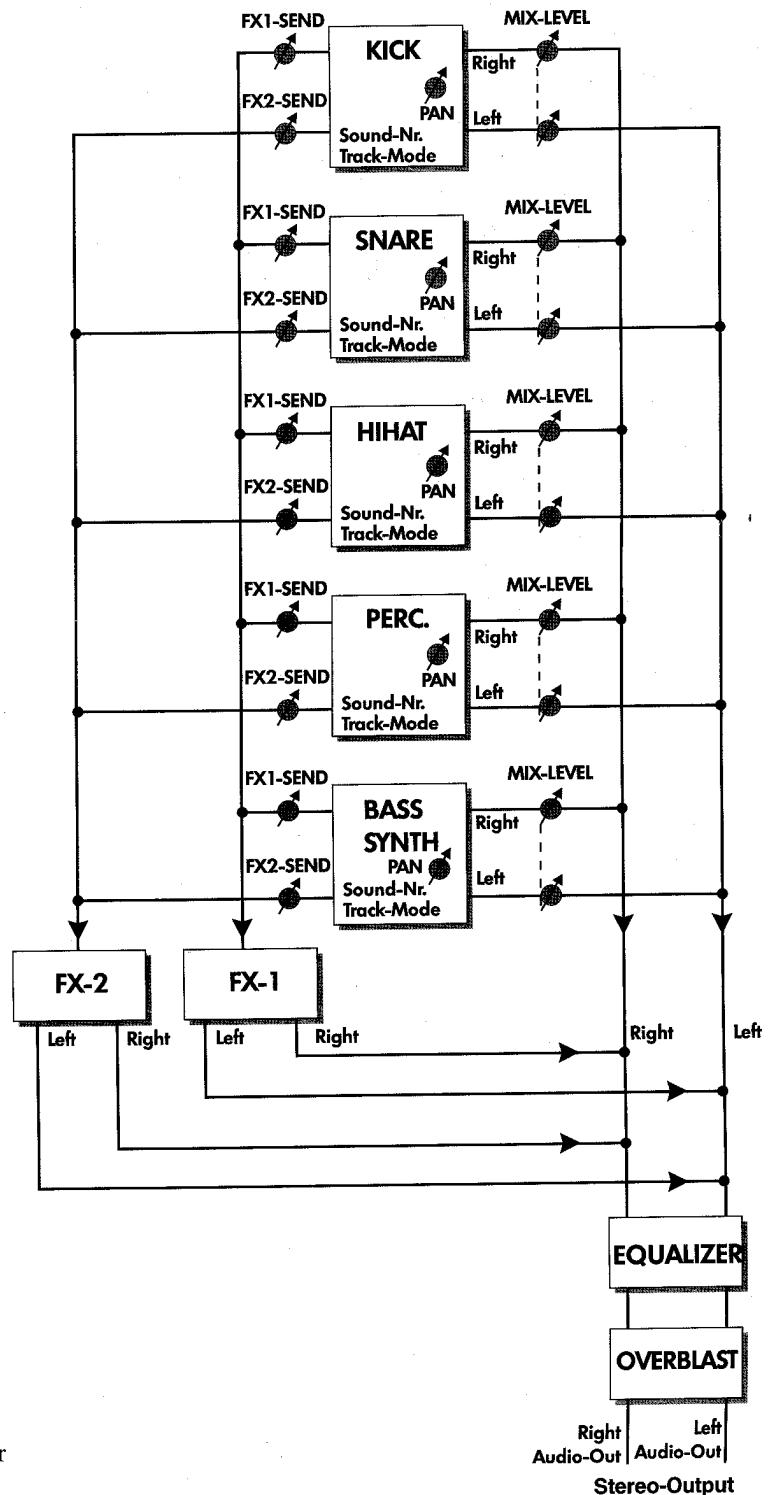 FX1-SEND
KICK
MIX-LEVEL
Right
FX2-SEND
PAN
Left
Sound-Nr.
Track-Mode
FX1-SEND
SNARE
MIX-LEVEL
Right
FX2-SEND
PAN
Left
Sound-Nr.
Track-Mode
FX1-SEND
HIHAT
MIX-LEVEL
Right
FX2-SEND
PAN
Left
Sound-Nr.
Track-Mode
FX1-SEND
PERC.
MIX-LEVEL
Right
FX2-SEND
PAN
Left
Sound-Nr.
Track-Mode
FX1-SEND
BASS
SYNTH
MIX-LEVEL
Right
FX2-SEND
PAN
Left
Sound-Nr.
Track-Mode
FX-2
FX-1
Left
Right
Left
Right
Right
Left
EQUALIZER
OVERBLAST
Right
Audio-Out
Left
Audio-Out
r
Stereo-Output